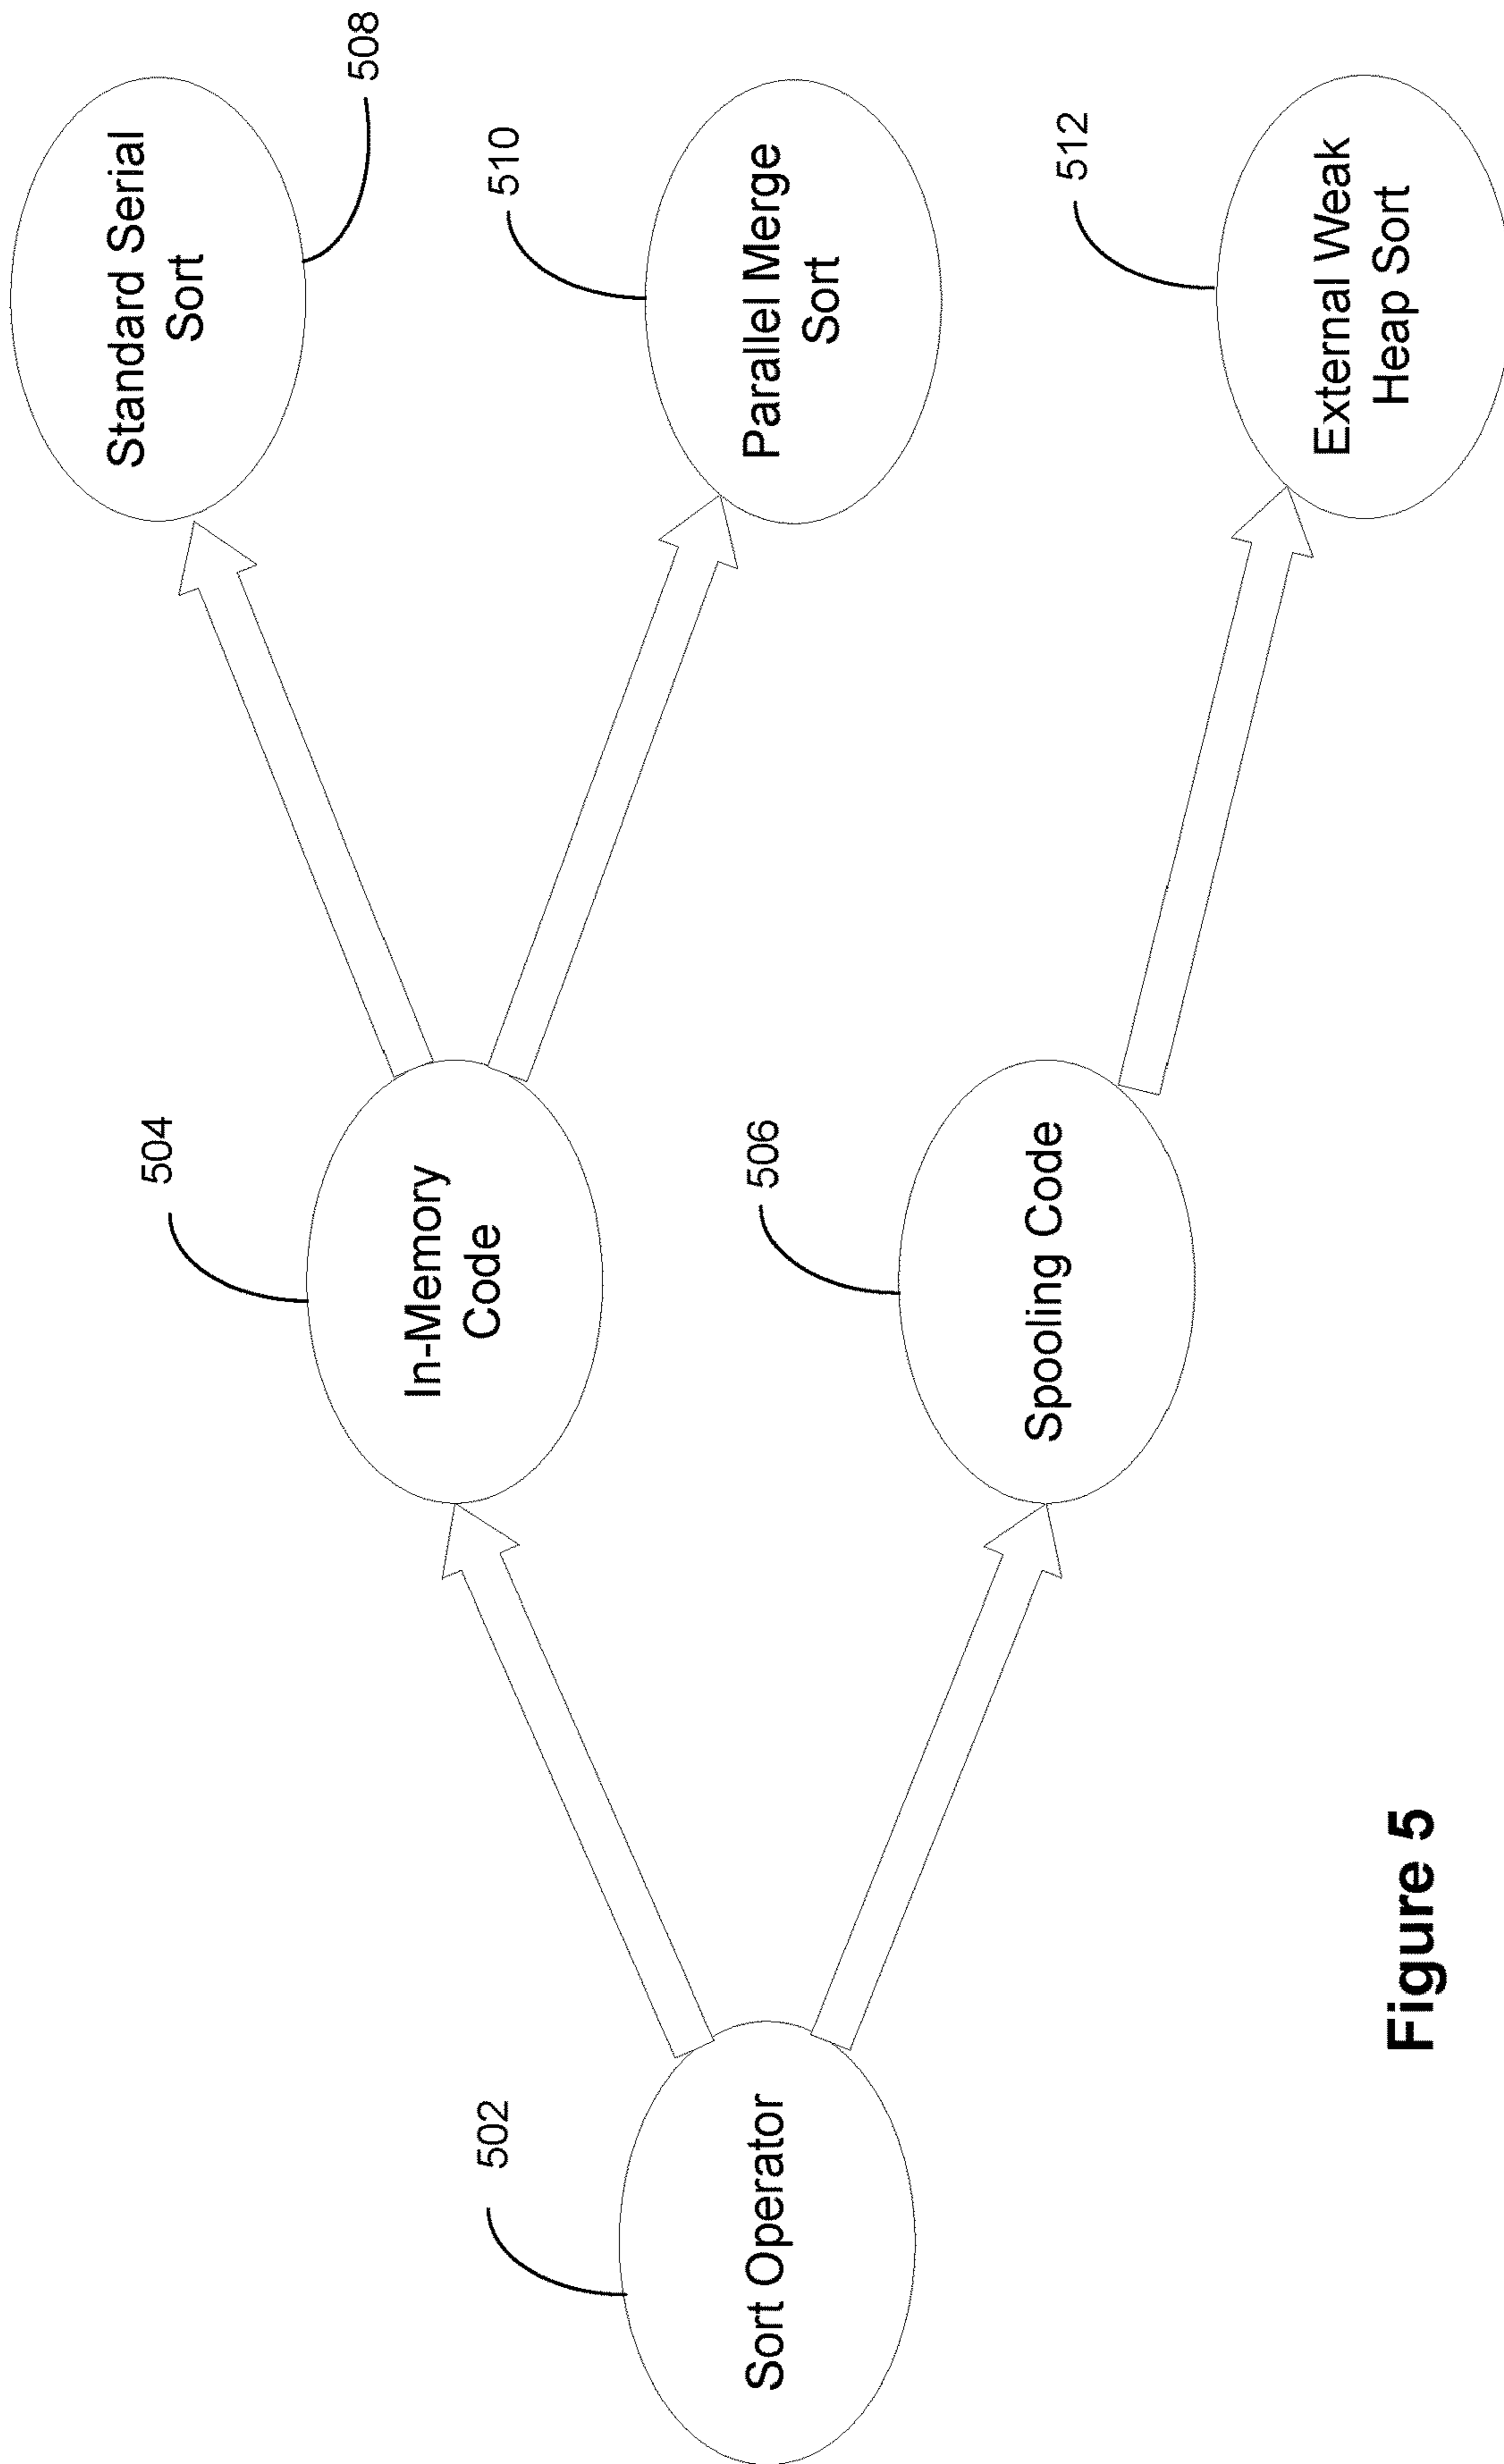 502
Sort Operator
504
In-Memory
Code
506
Spooling Code
508
Standard Serial
Sort
510
Parallel Merge
Sort
512
External Weak
Heap Sort
Figure 5